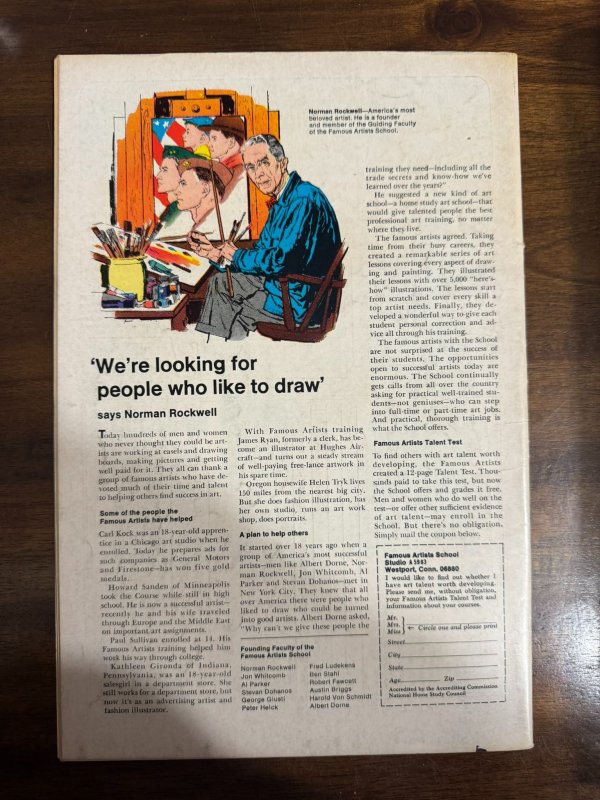 Norman Rockwell—America's most
beloved artist. He is a founder
and member of the Guiding Faculty
of the Famous Artists School.
'We're looking for
people who like to draw'
says Norman Rockwell
Today hundreds of men and women
who never thought they could be art-
ists are working at easels and drawing
boards, making pictures and getting
well paid for it. They all can thank a
group of famous artists who have de-
voted much of their time and talent
to helping others find success in art.
Some of the people the
Famous Artists have helped
Carl Kock was an 18-year-old appren-
tice in a Chicago art studio when he
enrolled. Today he prepares ads for
such companies as General Motors
and Firestone—has won five gold
medals.
Howard Sanden of Minneapolis
took the Course while still in high
school. He is now a successful artist—
recently he and his wife traveled
through Europe and the Middle East
on important art assignments.
Paul Sullivan enrolled at 14. His
Famous Artists training helped him
work his way through college.
Kathleen Gironda of Indiana,
Pennsylvania, was an 18-year-old
salesgirl in a department store. She
still works for a department store, but
now it's as an advertising artist and
fashion illustrator.
With Famous Artists training
James Ryan, formerly a clerk, has be-
come an illustrator at Hughes Air-
craft—and turns out a steady stream
of well-paying free-lance artwork in
his spare time.
Oregon housewife Helen Tryk lives
150 miles from the nearest big city.
But she does fashion illustration, has
her own studio, runs an art work
shop, does portraits.
A plan to help others
It started over 18 years ago when a
group of America's most successful
artists—men like Albert Dorne, Nor-
man Rockwell, Jon Whitcomb, Al
Parker and Stevan Dohanos—met in
New York City. They knew that all
over America there were people who
liked to draw who could be turned
into good artists. Albert Dorne asked,
"Why can't we give these people the
Founding Faculty of the
Famous Artists School
Norman Rockwell
Jon Whitcomb
Al Parker
Stevan Dohanos
George Giusti
Peter Helck
Fred Ludekens
Ben Stahl
Robert Fawcett
Austin Briggs
Harold Von Schmidt
Albert Dorne
training they need—including all the
trade secrets and know-how we've
learned over the years?"
He suggested a new kind of art
school—a home study art school—that
would give talented people the best
professional art training, no matter
where they live.
The famous artists agreed. Taking
time from their busy careers, they
created a remarkable series of art
lessons covering every aspect of draw-
ing and painting. They illustrated
their lessons with over 5,000 "here's-
how" illustrations. The lessons start
from scratch and cover every skill a
top artist needs. Finally, they de-
veloped a wonderful way to give each
student personal correction and ad-
vice all through his training.
The famous artists with the School
are not surprised at the success of
their students. The opportunities
open to successful artists today are
enormous. The School continually
gets calls from all over the country
asking for practical well-trained stu-
dents—not geniuses—who can step
into full-time or part-time art jobs.
And practical, thorough training is
what the School offers.
Famous Artists Talent Test
To find others with art talent worth
developing, the Famous Artists
created a 12-page Talent Test. Thou-
sands paid to take this test, but now
the School offers and grades it free.
Men and women who do well on the
test—or offer other sufficient evidence
of art talent—may enroll in the
School. But there's no obligation.
Simply mail the coupon below.
Famous Artists School
Studio A5983
Westport, Conn. 06880
I would like to find out whether I
have art talent worth developing.
Please send me, without obligation,
your Famous Artists Talent Test and
information about your courses.
Mr.
Mrs. ← Circle one and please print
Miss
Street
City
State
Age Zip
Accredited by the Accrediting Commission
National Home Study Council